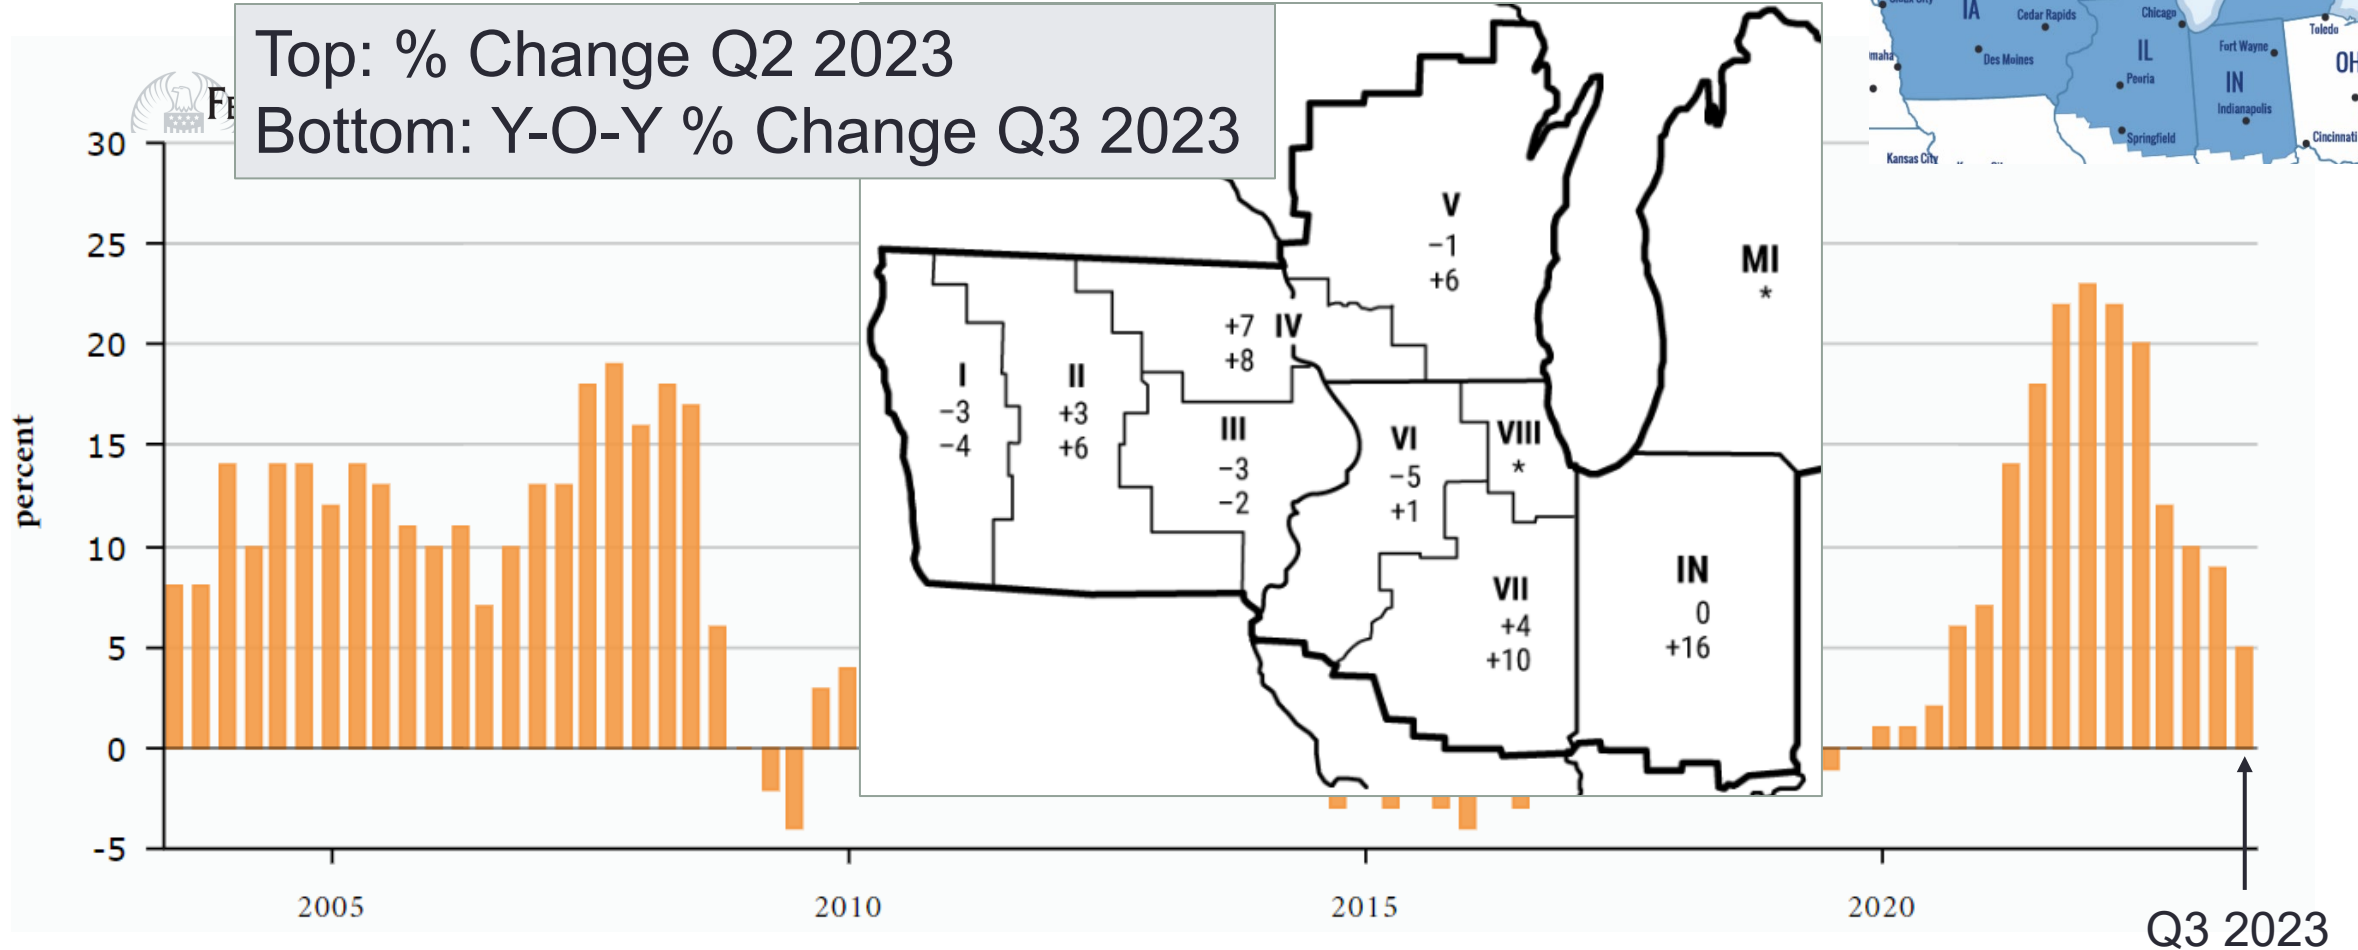 Top: % Change Q2 2023
Bottom: Y-O-Y % Change Q3 2023
IA
Cedar Rapids
Des Moines
Chicago
IL
Peoria
Springfield
Fort Wayne
IN
Indianapolis
Toledo
OH
Cincinnati
Kansas City
30
25
20
15
10
5
0
-5
percent
2005
2010
2015
2020
Q3 2023
V
−1
+6
MI
*
+7 IV
+8
I
−3
−4
II
+3
+6
III
−3
−2
VI
−5
+1
VIII
*
VII
+4
+10
IN
0
+16